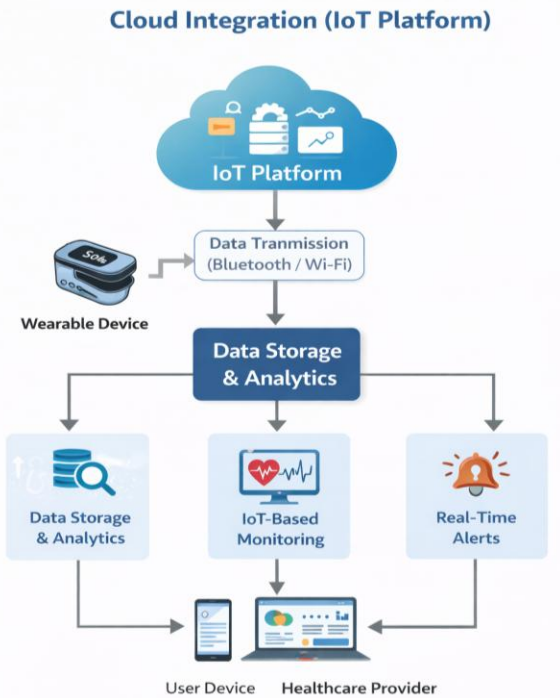 Cloud Integration (IoT Platform)
IoT Platform
Data Tranmission
(Bluetooth / Wi-Fi)
Wearable Device
Data Storage
& Analytics
Data Storage
& Analytics
IoT-Based
Monitoring
Real-Time
Alerts
User Device
Healthcare Provider